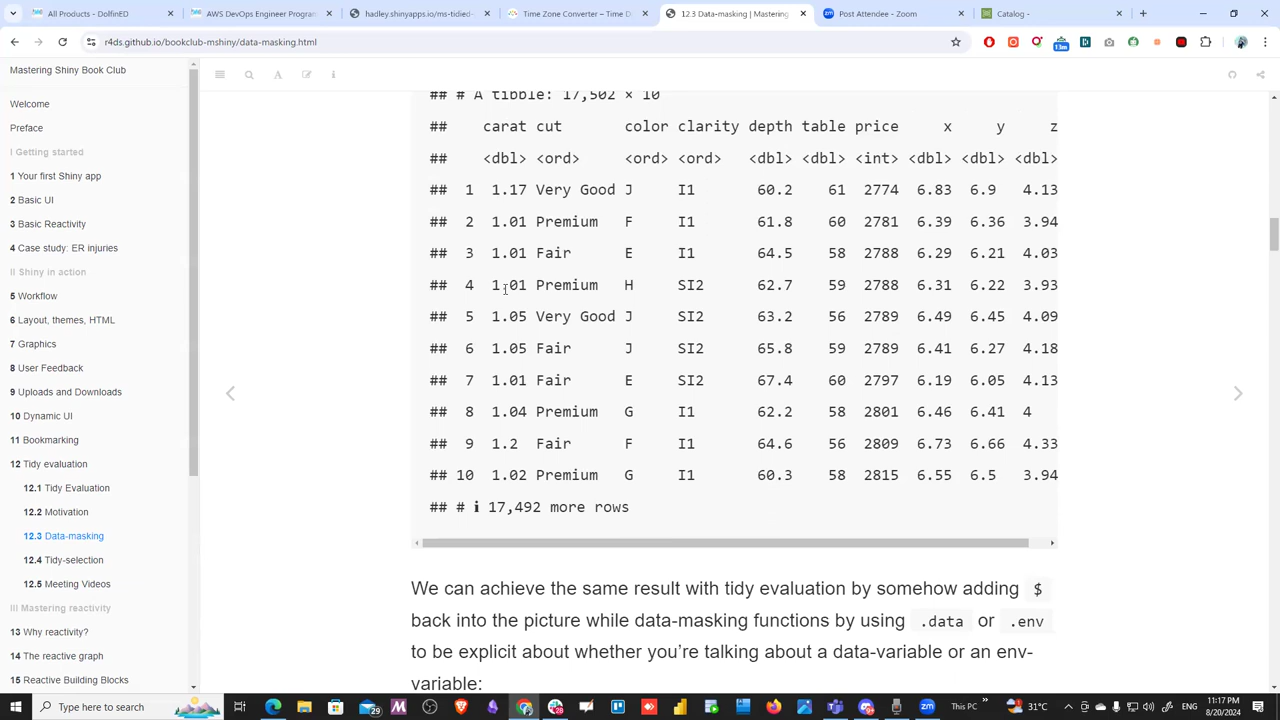 All Courses - DolfinED
AWS DevOps Engineer Program
hadley.shinyapps.io/ms-tidied-
Time Zone Converter – Time D
12.3 Data-masking | Mastering
Post Attendee - Zoom
Catalog -
r4ds.github.io/bookclub-mshiny/data-masking.html
Mastering Shiny Book Club
Welcome
Preface
I Getting started
1 Your first Shiny app
2 Basic UI
3 Basic Reactivity
4 Case study: ER injuries
II Shiny in action
5 Workflow
6 Layout, themes, HTML
7 Graphics
8 User Feedback
9 Uploads and Downloads
10 Dynamic UI
11 Bookmarking
12 Tidy evaluation
12.1 Tidy Evaluation
12.2 Motivation
12.3 Data-masking
12.4 Tidy-selection
12.5 Meeting Videos
III Mastering reactivity
13 Why reactivity?
14 The reactive graph
15 Reactive Building Blocks
## # A tibble: 17,502 × 10
## carat cut color clarity depth table price x y z
## <dbl> <ord> <ord> <ord> <dbl> <dbl> <int> <dbl> <dbl> <dbl>
## 1 1.17 Very Good J I1 60.2 61 2774 6.83 6.9 4.13
## 2 1.01 Premium F I1 61.8 60 2781 6.39 6.36 3.94
## 3 1.01 Fair E I1 64.5 58 2788 6.29 6.21 4.03
## 4 1.01 Premium H SI2 62.7 59 2788 6.31 6.22 3.93
## 5 1.05 Very Good J SI2 63.2 56 2789 6.49 6.45 4.09
## 6 1.05 Fair J SI2 65.8 59 2789 6.41 6.27 4.18
## 7 1.01 Fair E SI2 67.4 60 2797 6.19 6.05 4.13
## 8 1.04 Premium G I1 62.2 58 2801 6.46 6.41 4
## 9 1.2 Fair F I1 64.6 56 2809 6.73 6.66 4.33
## 10 1.02 Premium G I1 60.3 58 2815 6.55 6.5 3.94
## # ℹ 17,492 more rows
We can achieve the same result with tidy evaluation by somehow adding $
back into the picture while data-masking functions by using .data or .env
to be explicit about whether you're talking about a data-variable or an env-
variable:
Type here to search
29
This PC
31°C
11:17 PM
8/20/2024